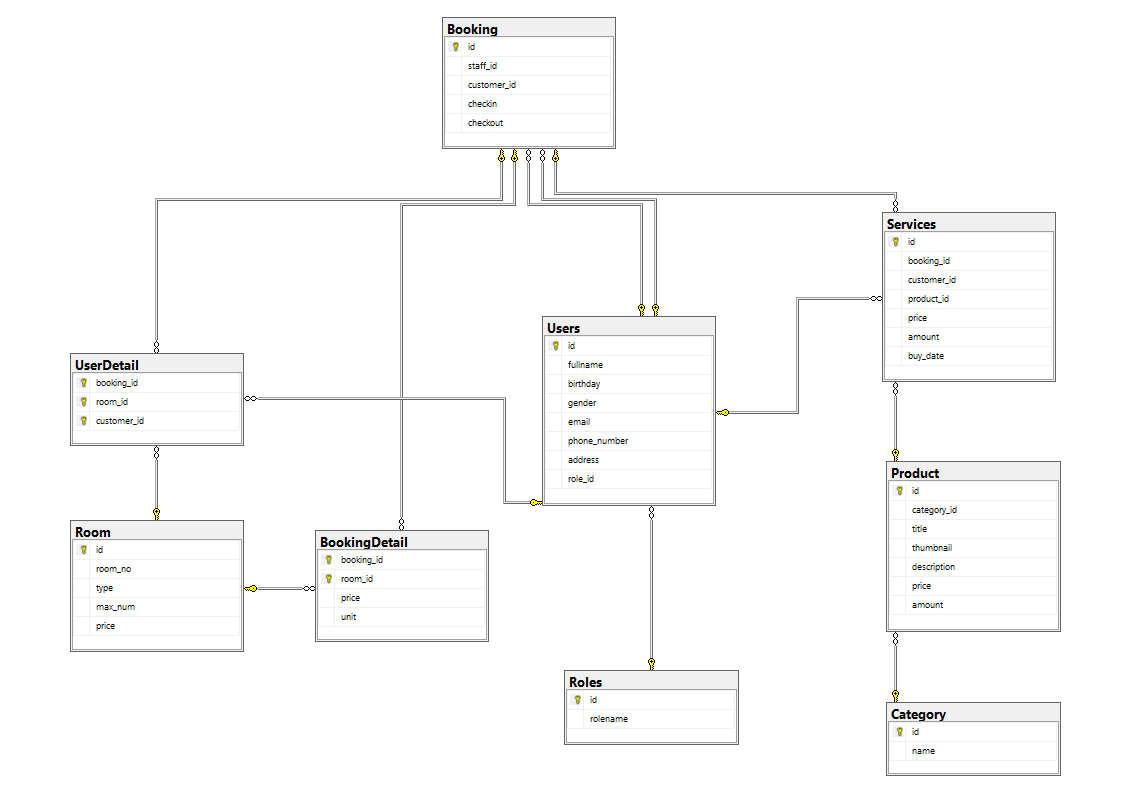 Booking
id
staff_id
customer_id
checkin
checkout
Services
id
booking_id
customer_id
product_id
price
amount
buy_date
Users
id
fullname
birthday
gender
email
phone_number
address
role_id
UserDetail
booking_id
room_id
customer_id
Room
id
room_no
type
max_num
price
BookingDetail
booking_id
room_id
price
unit
Product
id
category_id
title
thumbnail
description
price
amount
Roles
id
rolename
Category
id
name